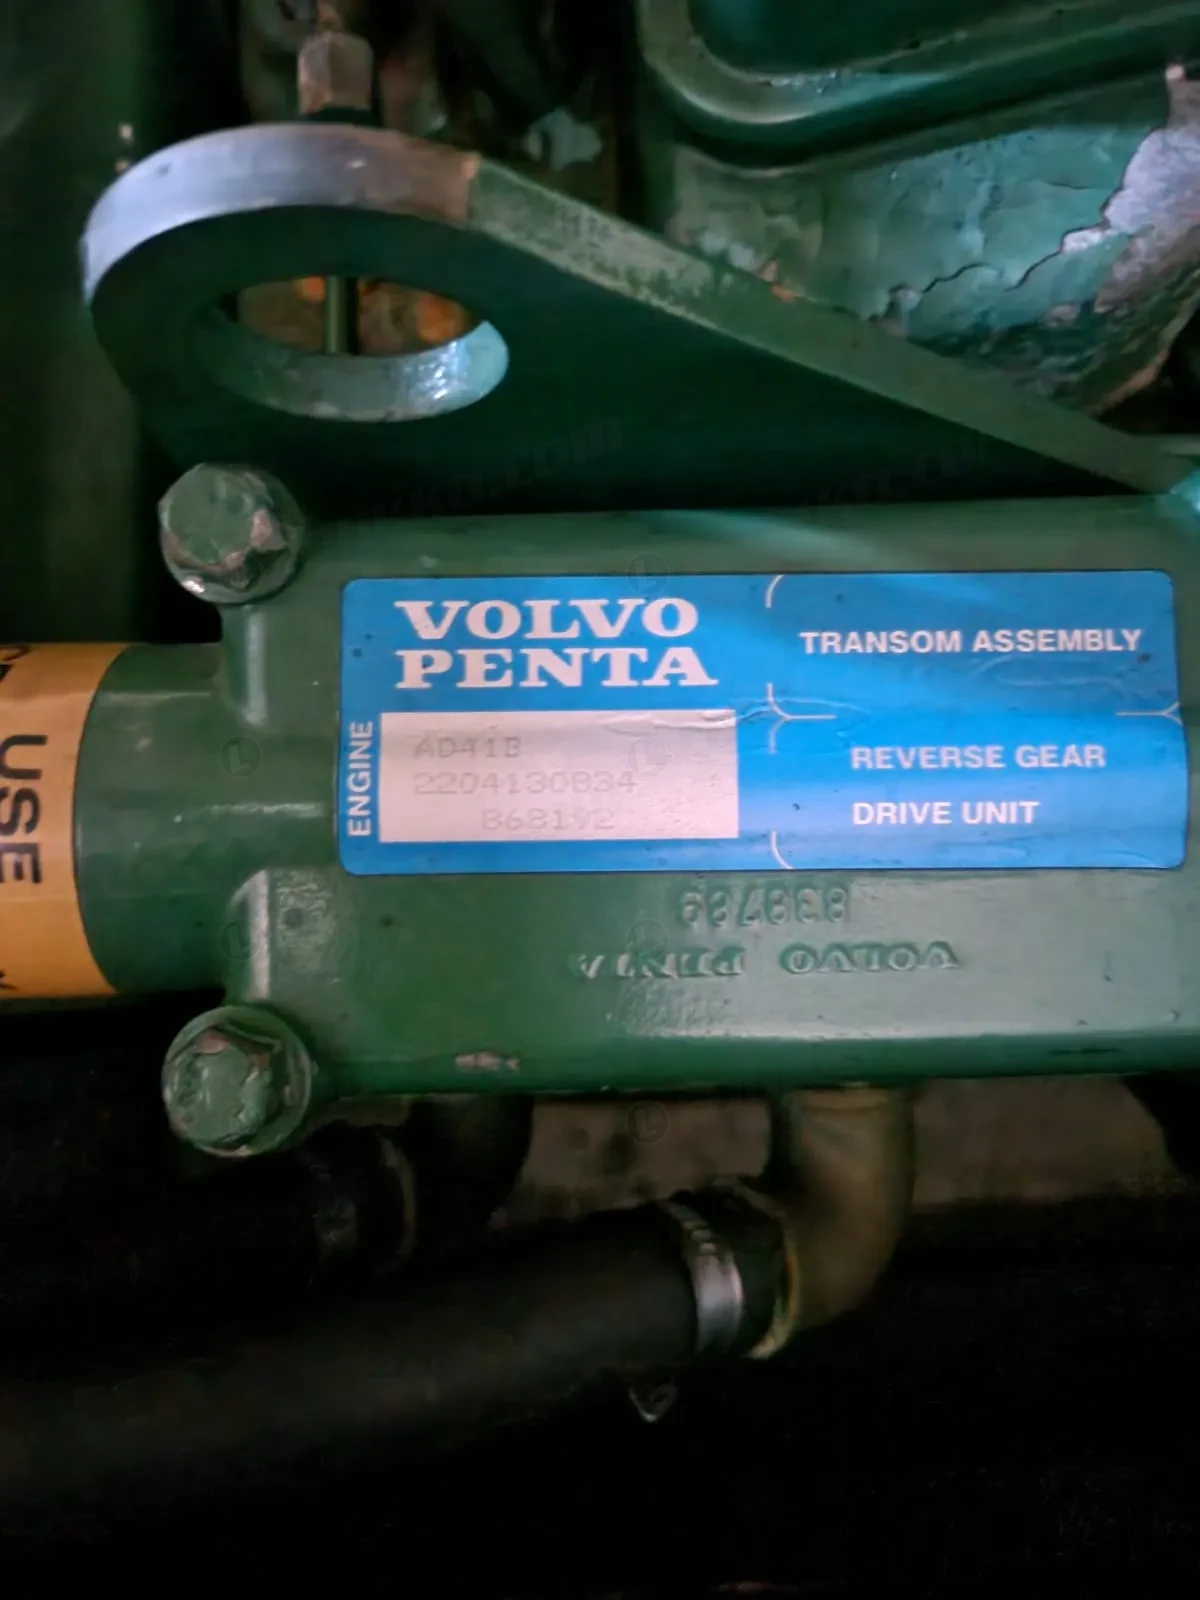 VOLVO
PENTA
ENGINE
AD41B
2204130834
868192
TRANSOM ASSEMBLY
REVERSE GEAR
DRIVE UNIT
838789
VOLVO PENTA
USE